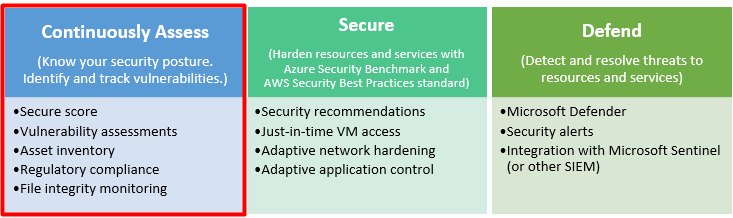 Continuously Assess
(Know your security posture.
Identify and track vulnerabilities.)
•Secure score
•Vulnerability assessments
•Asset inventory
•Regulatory compliance
•File integrity monitoring
Secure
(Harden resources and services with
Azure Security Benchmark and
AWS Security Best Practices standard)
•Security recommendations
•Just-in-time VM access
•Adaptive network hardening
•Adaptive application control
Defend
(Detect and resolve threats to
resources and services)
•Microsoft Defender
•Security alerts
•Integration with Microsoft Sentinel
(or other SIEM)